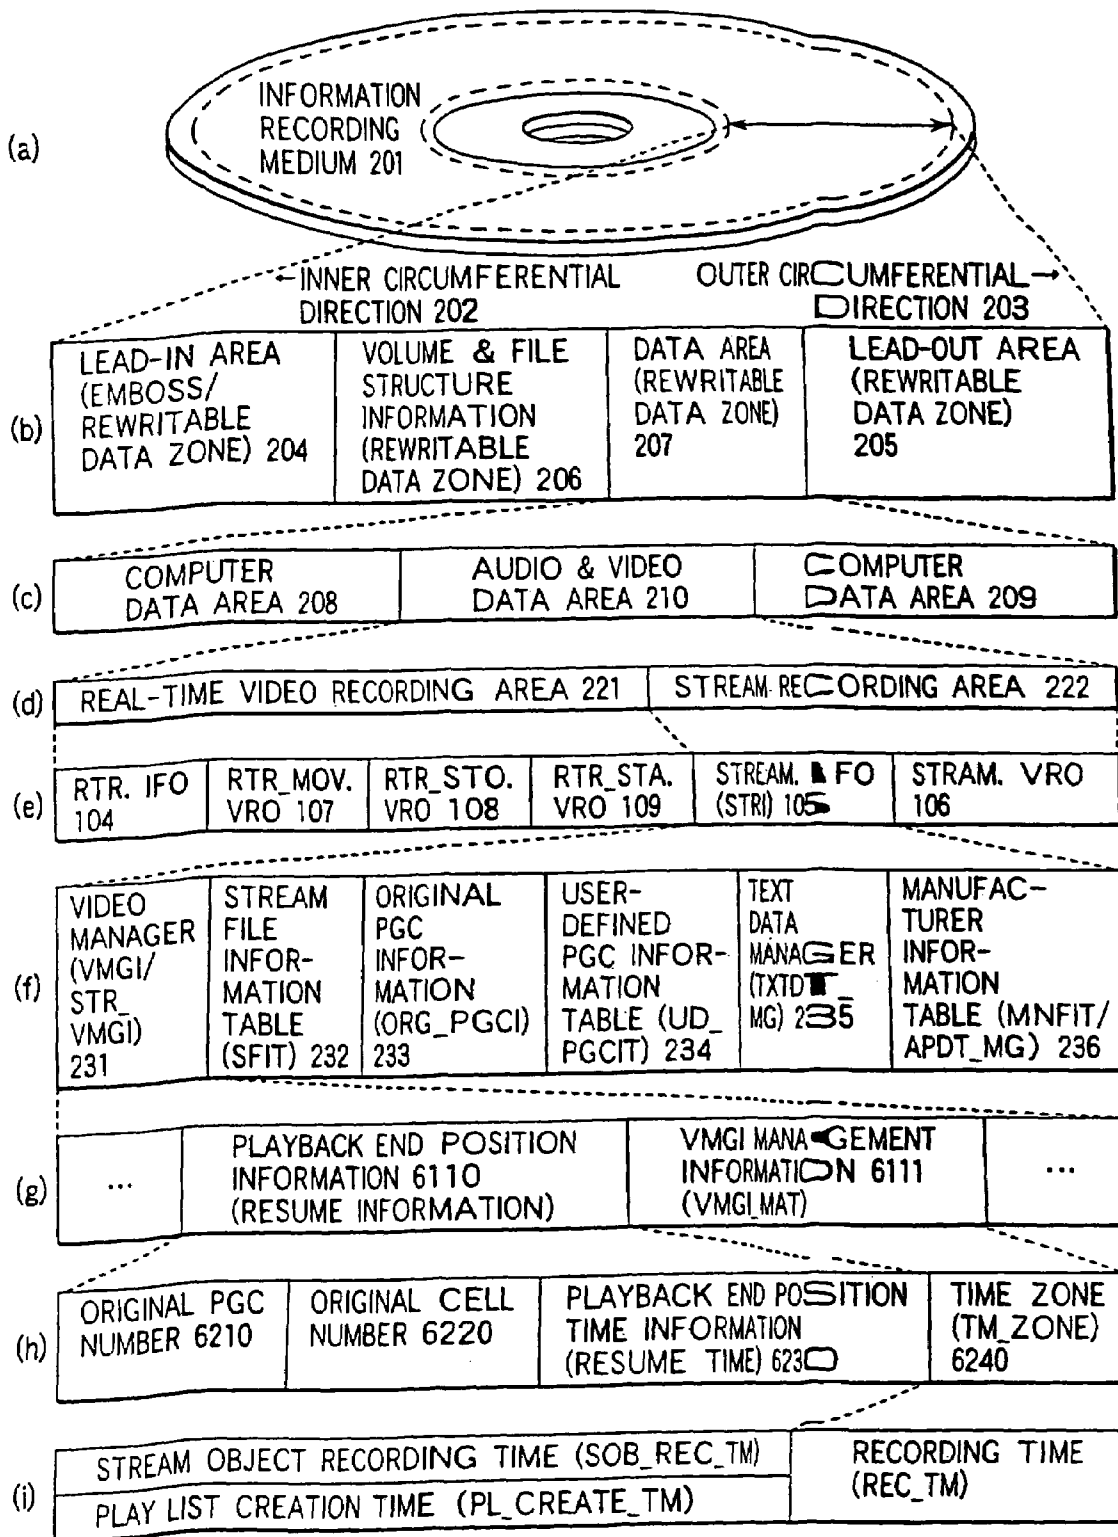 (a)
INFORMATION
RECORDING
MEDIUM 201
←INNER CIRCUMFERENTIAL
DIRECTION 202
OUTER CIRCUMFERENTIAL→
DIRECTION 203
(b)
LEAD-IN AREA
(EMBOSS/
REWRITABLE
DATA ZONE) 204
VOLUME & FILE
STRUCTURE
INFORMATION
(REWRITABLE
DATA ZONE) 206
DATA AREA
(REWRITABLE
DATA ZONE)
207
LEAD-OUT AREA
(REWRITABLE
DATA ZONE)
205
(c)
COMPUTER
DATA AREA 208
AUDIO & VIDEO
DATA AREA 210
COMPUTER
DATA AREA 209
(d)
REAL-TIME VIDEO RECORDING AREA 221
STREAM RECORDING AREA 222
(e)
RTR. IFO
104
RTR_MOV.
VRO 107
RTR_STO.
VRO 108
RTR_STA.
VRO 109
STREAM. IFO
(STRI) 105
STRAM. VRO
106
(f)
VIDEO
MANAGER
(VMGI/
STR_
VMGI)
231
STREAM
FILE
INFOR-
MATION
TABLE
(SFIT) 232
ORIGINAL
PGC
INFOR-
MATION
(ORG_PGCI)
233
USER-
DEFINED
PGC INFOR-
MATION
TABLE (UD_
PGCIT) 234
TEXT
DATA
MANAGER
(TXTDT_
MG) 235
MANUFAC-
TURER
INFOR-
MATION
TABLE (MNFIT/
APDT_MG) 236
(g)
...
PLAYBACK END POSITION
INFORMATION 6110
(RESUME INFORMATION)
VMGI MANAGEMENT
INFORMATION 6111
(VMGI_MAT)
...
(h)
ORIGINAL PGC
NUMBER 6210
ORIGINAL CELL
NUMBER 6220
PLAYBACK END POSITION
TIME INFORMATION
(RESUME TIME) 6230
TIME ZONE
(TM_ZONE)
6240
(i)
STREAM OBJECT RECORDING TIME (SOB_REC_TM)
PLAY LIST CREATION TIME (PL_CREATE_TM)
RECORDING TIME
(REC_TM)